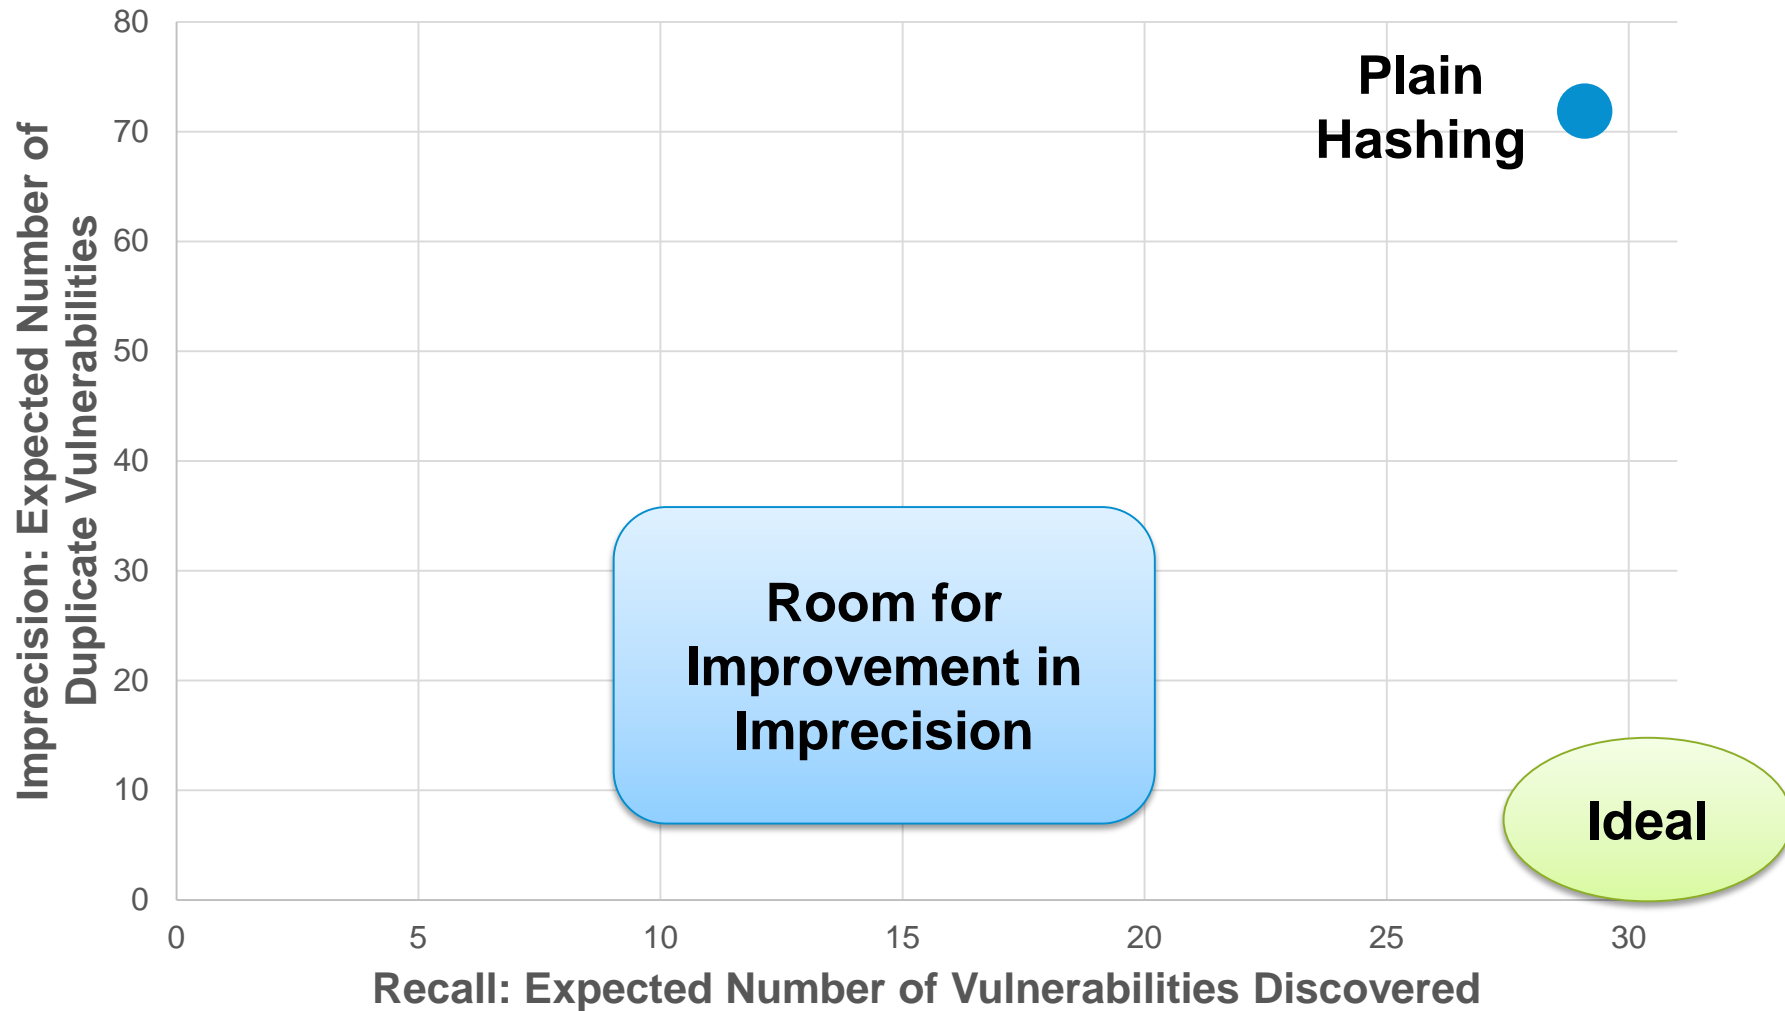 80
70
60
50
40
30
20
10
0
Imprecision: Expected Number of
Duplicate Vulnerabilities
Plain
Hashing
Room for
Improvement in
Imprecision
Ideal
0 5 10 15 20 25 30
Recall: Expected Number of Vulnerabilities Discovered